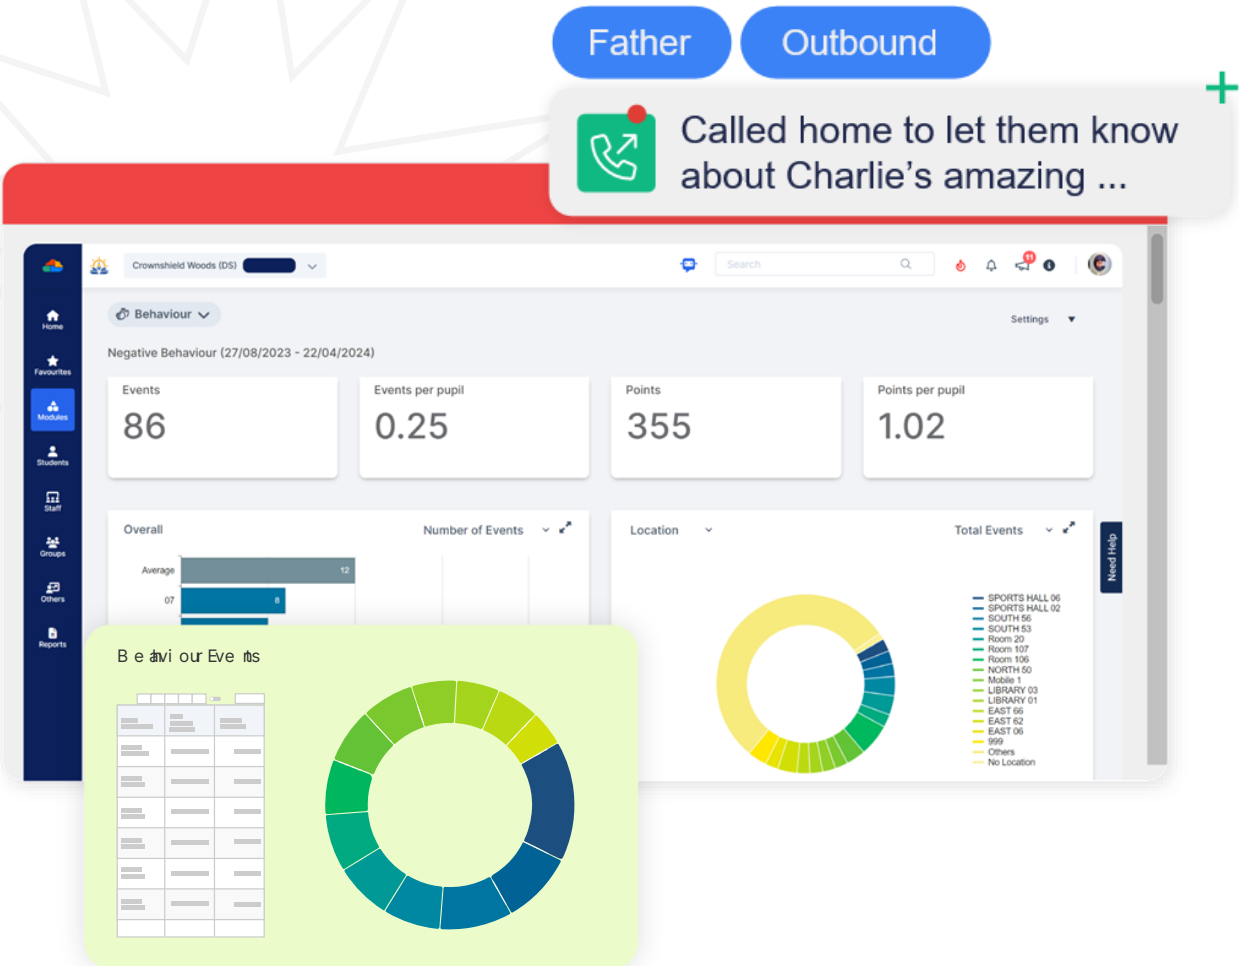 Father
Outbound
Called home to let them know
about Charlie’s amazing ...
Crownshield Woods (DS)
Search
11
Home
Favourites
Modules
Students
Staff
Groups
Others
Reports
Behaviour
Settings
Negative Behaviour (27/08/2023 - 22/04/2024)
Events
86
Events per pupil
0.25
Points
355
Points per pupil
1.02
Overall
Number of Events
Average
12
07
8
Location
Total Events
SPORTS HALL 06
SPORTS HALL 02
SOUTH 56
SOUTH 53
Room 20
Room 107
Room 106
NORTH 50
Mobile 1
LIBRARY 03
LIBRARY 01
EAST 66
EAST 62
EAST 06
999
Others
No Location
Need Help
Behaviour Events